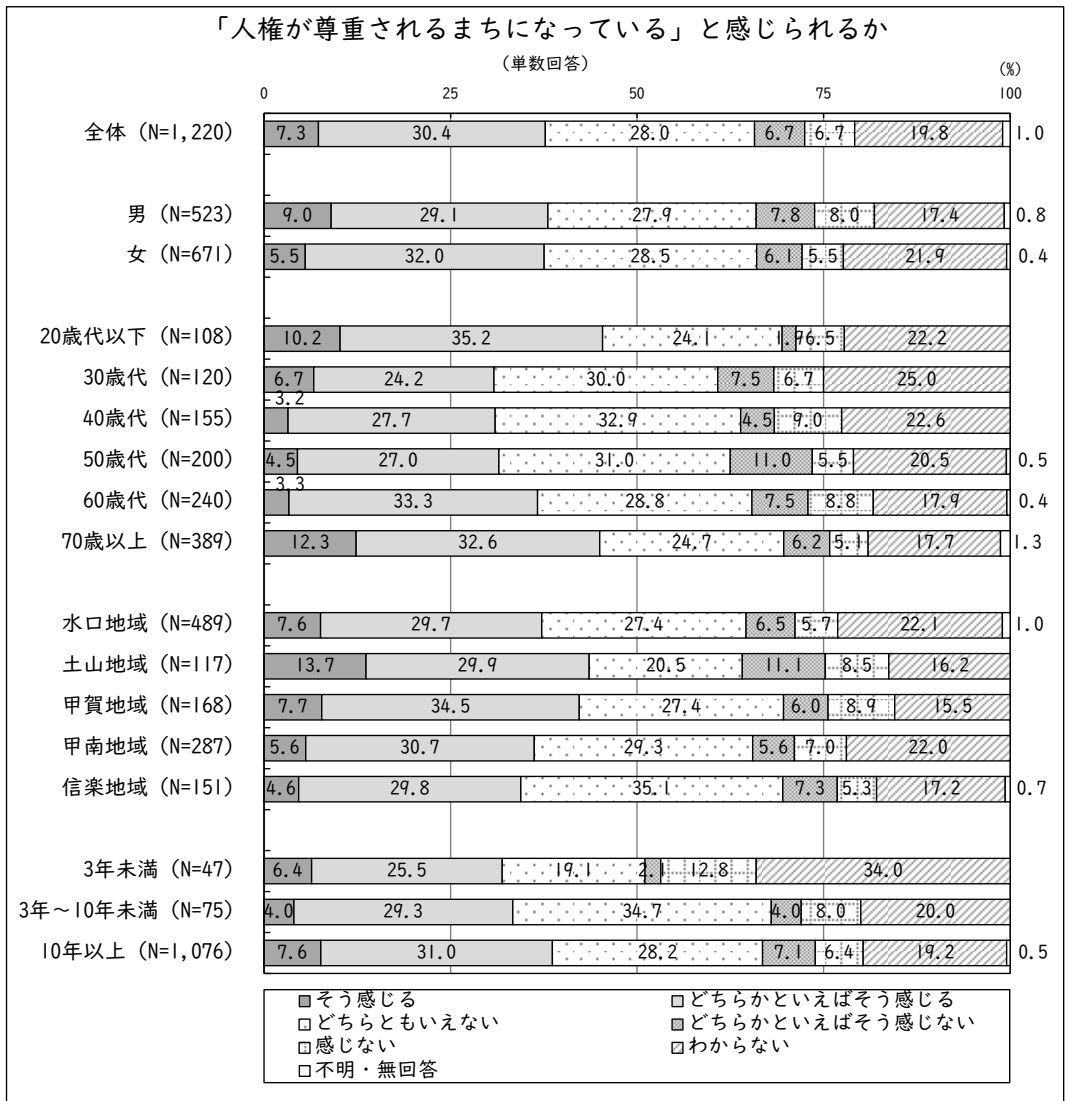 「人権が尊重されるまちになっている」と感じられるか
(単数回答)
(%)
0 25 50 75 100
全体 (N=1,220) 7.3 30.4 28.0 6.7 6.7 19.8 1.0
男 (N=523) 9.0 29.1 27.9 7.8 8.0 17.4 0.8
女 (N=671) 5.5 32.0 28.5 6.1 5.5 21.9 0.4
20歳代以下 (N=108) 10.2 35.2 24.1 1.9 6.5 22.2
30歳代 (N=120) 6.7 24.2 30.0 7.5 6.7 25.0
40歳代 (N=155) 3.2 27.7 32.9 4.5 9.0 22.6
50歳代 (N=200) 4.5 27.0 31.0 11.0 5.5 20.5 0.5
60歳代 (N=240) 3.3 33.3 28.8 7.5 8.8 17.9 0.4
70歳以上 (N=389) 12.3 32.6 24.7 6.2 5.1 17.7 1.3
水口地域 (N=489) 7.6 29.7 27.4 6.5 5.7 22.1 1.0
土山地域 (N=117) 13.7 29.9 20.5 11.1 8.5 16.2
甲賀地域 (N=168) 7.7 34.5 27.4 6.0 8.9 15.5
甲南地域 (N=287) 5.6 30.7 29.3 5.6 7.0 22.0
信楽地域 (N=151) 4.6 29.8 35.1 7.3 5.3 17.2 0.7
3年未満 (N=47) 6.4 25.5 19.1 2.1 12.8 34.0
3年～10年未満 (N=75) 4.0 29.3 34.7 4.0 8.0 20.0
10年以上 (N=1,076) 7.6 31.0 28.2 7.1 6.4 19.2 0.5
そう感じる どちらかといえばそう感じる
どちらともいえない どちらかといえばそう感じない
感じない わからない
不明・無回答